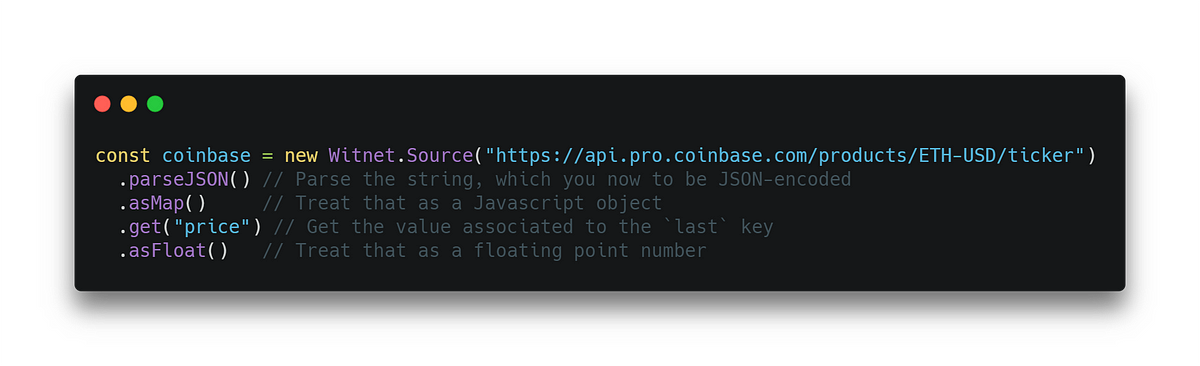 const coinbase = new Witnet.Source("https://api.pro.coinbase.com/products/ETH-USD/ticker")
  .parseJSON() // Parse the string, which you now to be JSON-encoded
  .asMap()     // Treat that as a Javascript object
  .get("price") // Get the value associated to the `last` key
  .asFloat()   // Treat that as a floating point number